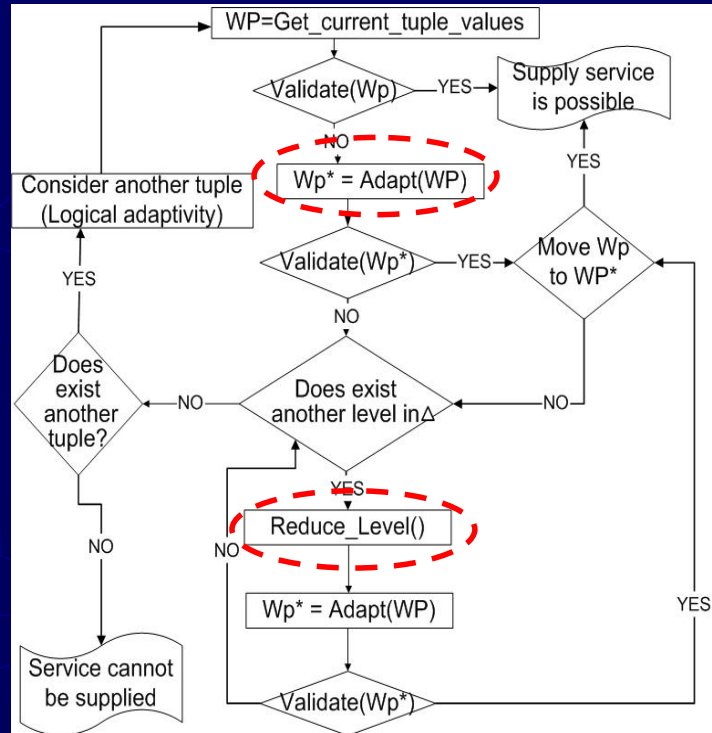 WP=Get_current_tuple_values
Validate(Wp)
YES
Supply service
is possible
NO
YES
Wp* = Adapt(WP)
Consider another tuple
(Logical adaptivity)
Validate(Wp*)
YES
Move Wp
to WP*
YES
NO
Does
exist
another
tuple?
NO
Does exist
another level in△
NO
YES
Reduce_Level()
NO
NO
Wp* = Adapt(WP)
YES
Service cannot
be supplied
Validate(Wp*)